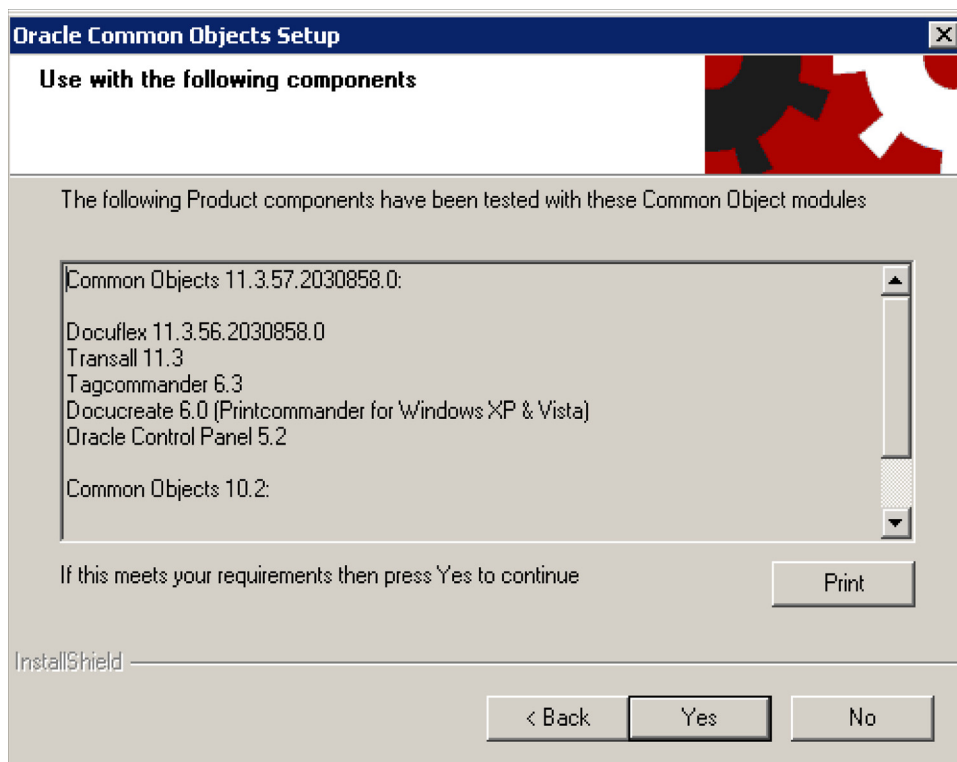 Oracle Common Objects Setup
Use with the following components
The following Product components have been tested with these Common Object modules
Common Objects 11.3.57.2030858.0:
Docuflex 11.3.56.2030858.0
Transall 11.3
Tagcommander 6.3
Docucreate 6.0 (Printcommander for Windows XP & Vista)
Oracle Control Panel 5.2
Common Objects 10.2:
If this meets your requirements then press Yes to continue
Print
InstallShield
< Back
Yes
No